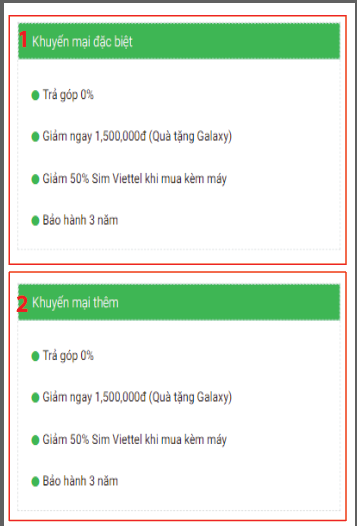 1 Khuyến mại đặc biệt
Trả góp 0%
Giảm ngay 1,500,000đ (Quà tặng Galaxy)
Giảm 50% Sim Viettel khi mua kèm máy
Bảo hành 3 năm
2 Khuyến mại thêm
Trả góp 0%
Giảm ngay 1,500,000đ (Quà tặng Galaxy)
Giảm 50% Sim Viettel khi mua kèm máy
Bảo hành 3 năm